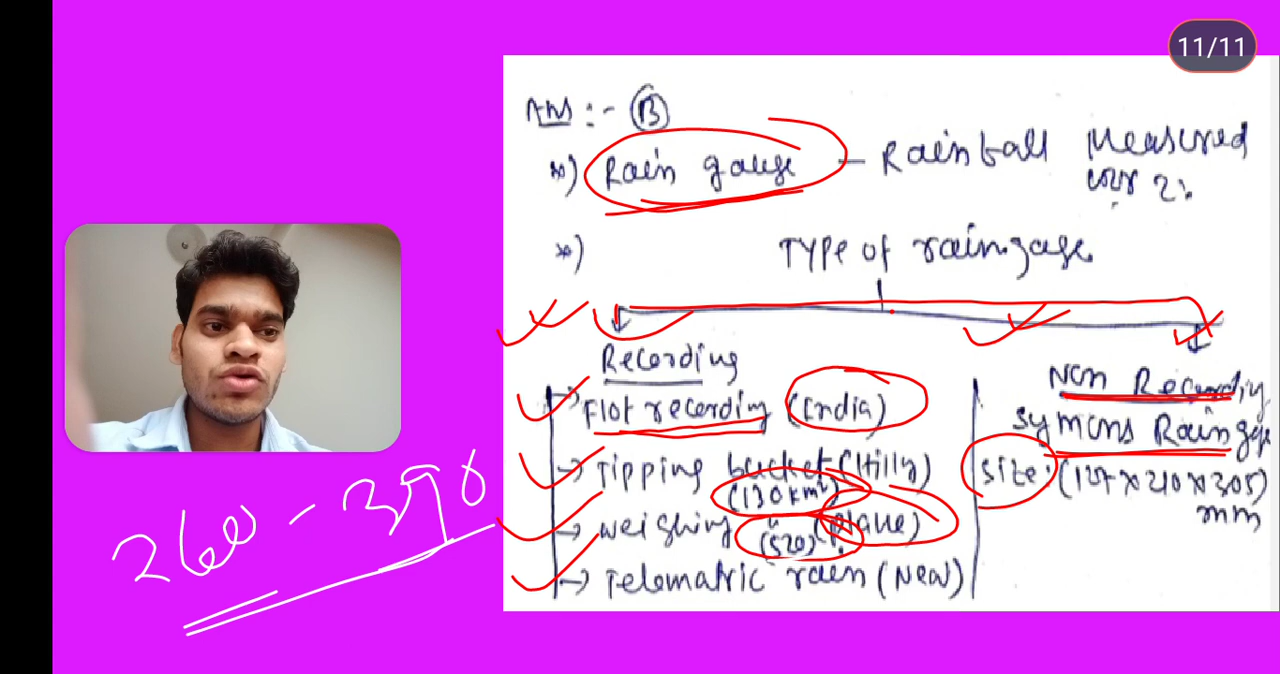 11/11
Ans :- (B)
*) Rain gauge - Rainfall Measured
*) TYPE of raingage
Recording
Non Recording
→ Flot recording (India)
symons Raingage
→ Tipping bucket (Hilly)
(130 km²)
size: (127 x 210 x 305)
mm
→ weighing (plane)
(520)
→ Telematric rain (New)
260 - 390